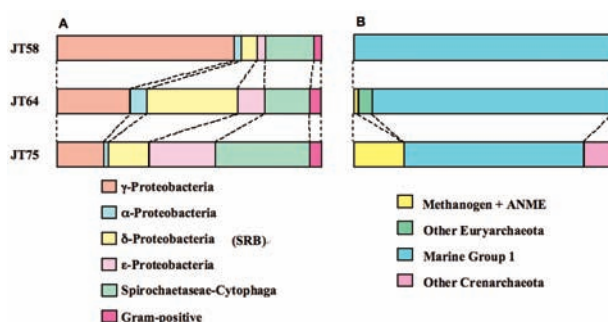 A
B
JT58
JT64
JT75
γ-Proteobacteria
α-Proteobacteria
δ-Proteobacteria (SRB)
ε-Proteobacteria
Spirochaetaseae-Cytophaga
Gram-positive
Methanogen + ANME
Other Euryarchaeota
Marine Group 1
Other Crenarchaeota